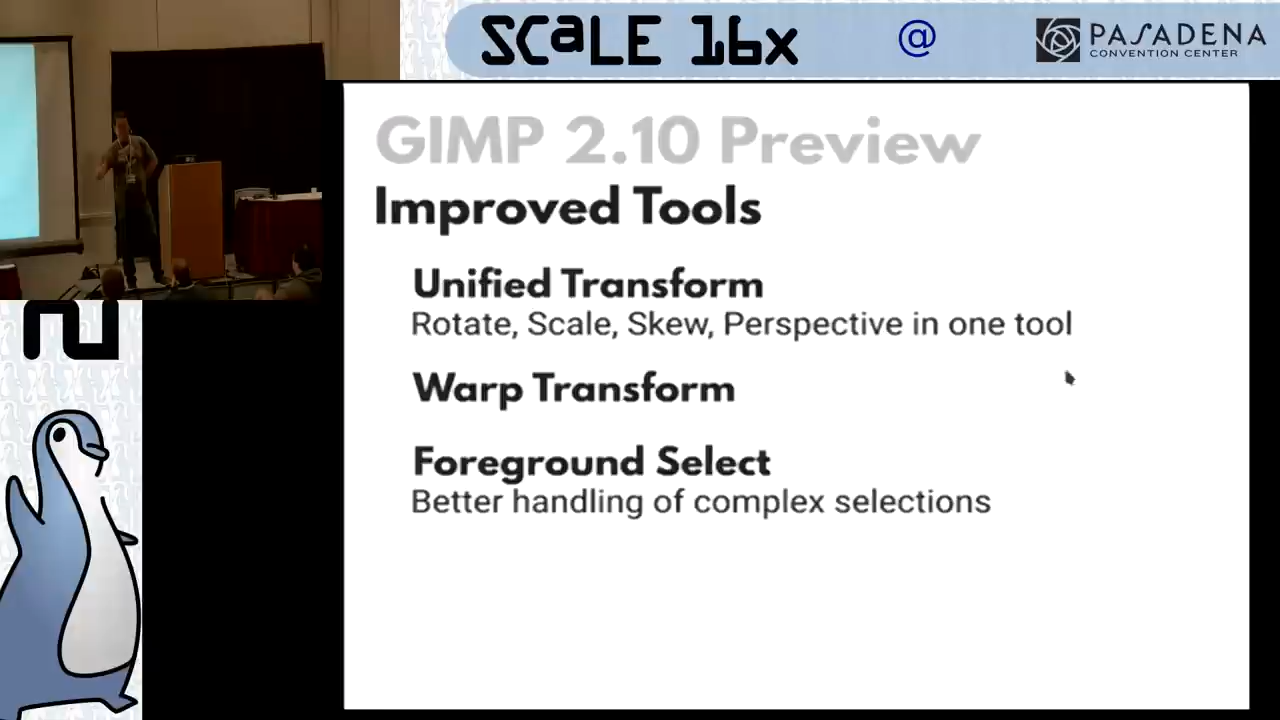 SCaLE 16x
@
PASADENA
CONVENTION CENTER
GIMP 2.10 Preview
Improved Tools
Unified Transform
Rotate, Scale, Skew, Perspective in one tool
Warp Transform
Foreground Select
Better handling of complex selections